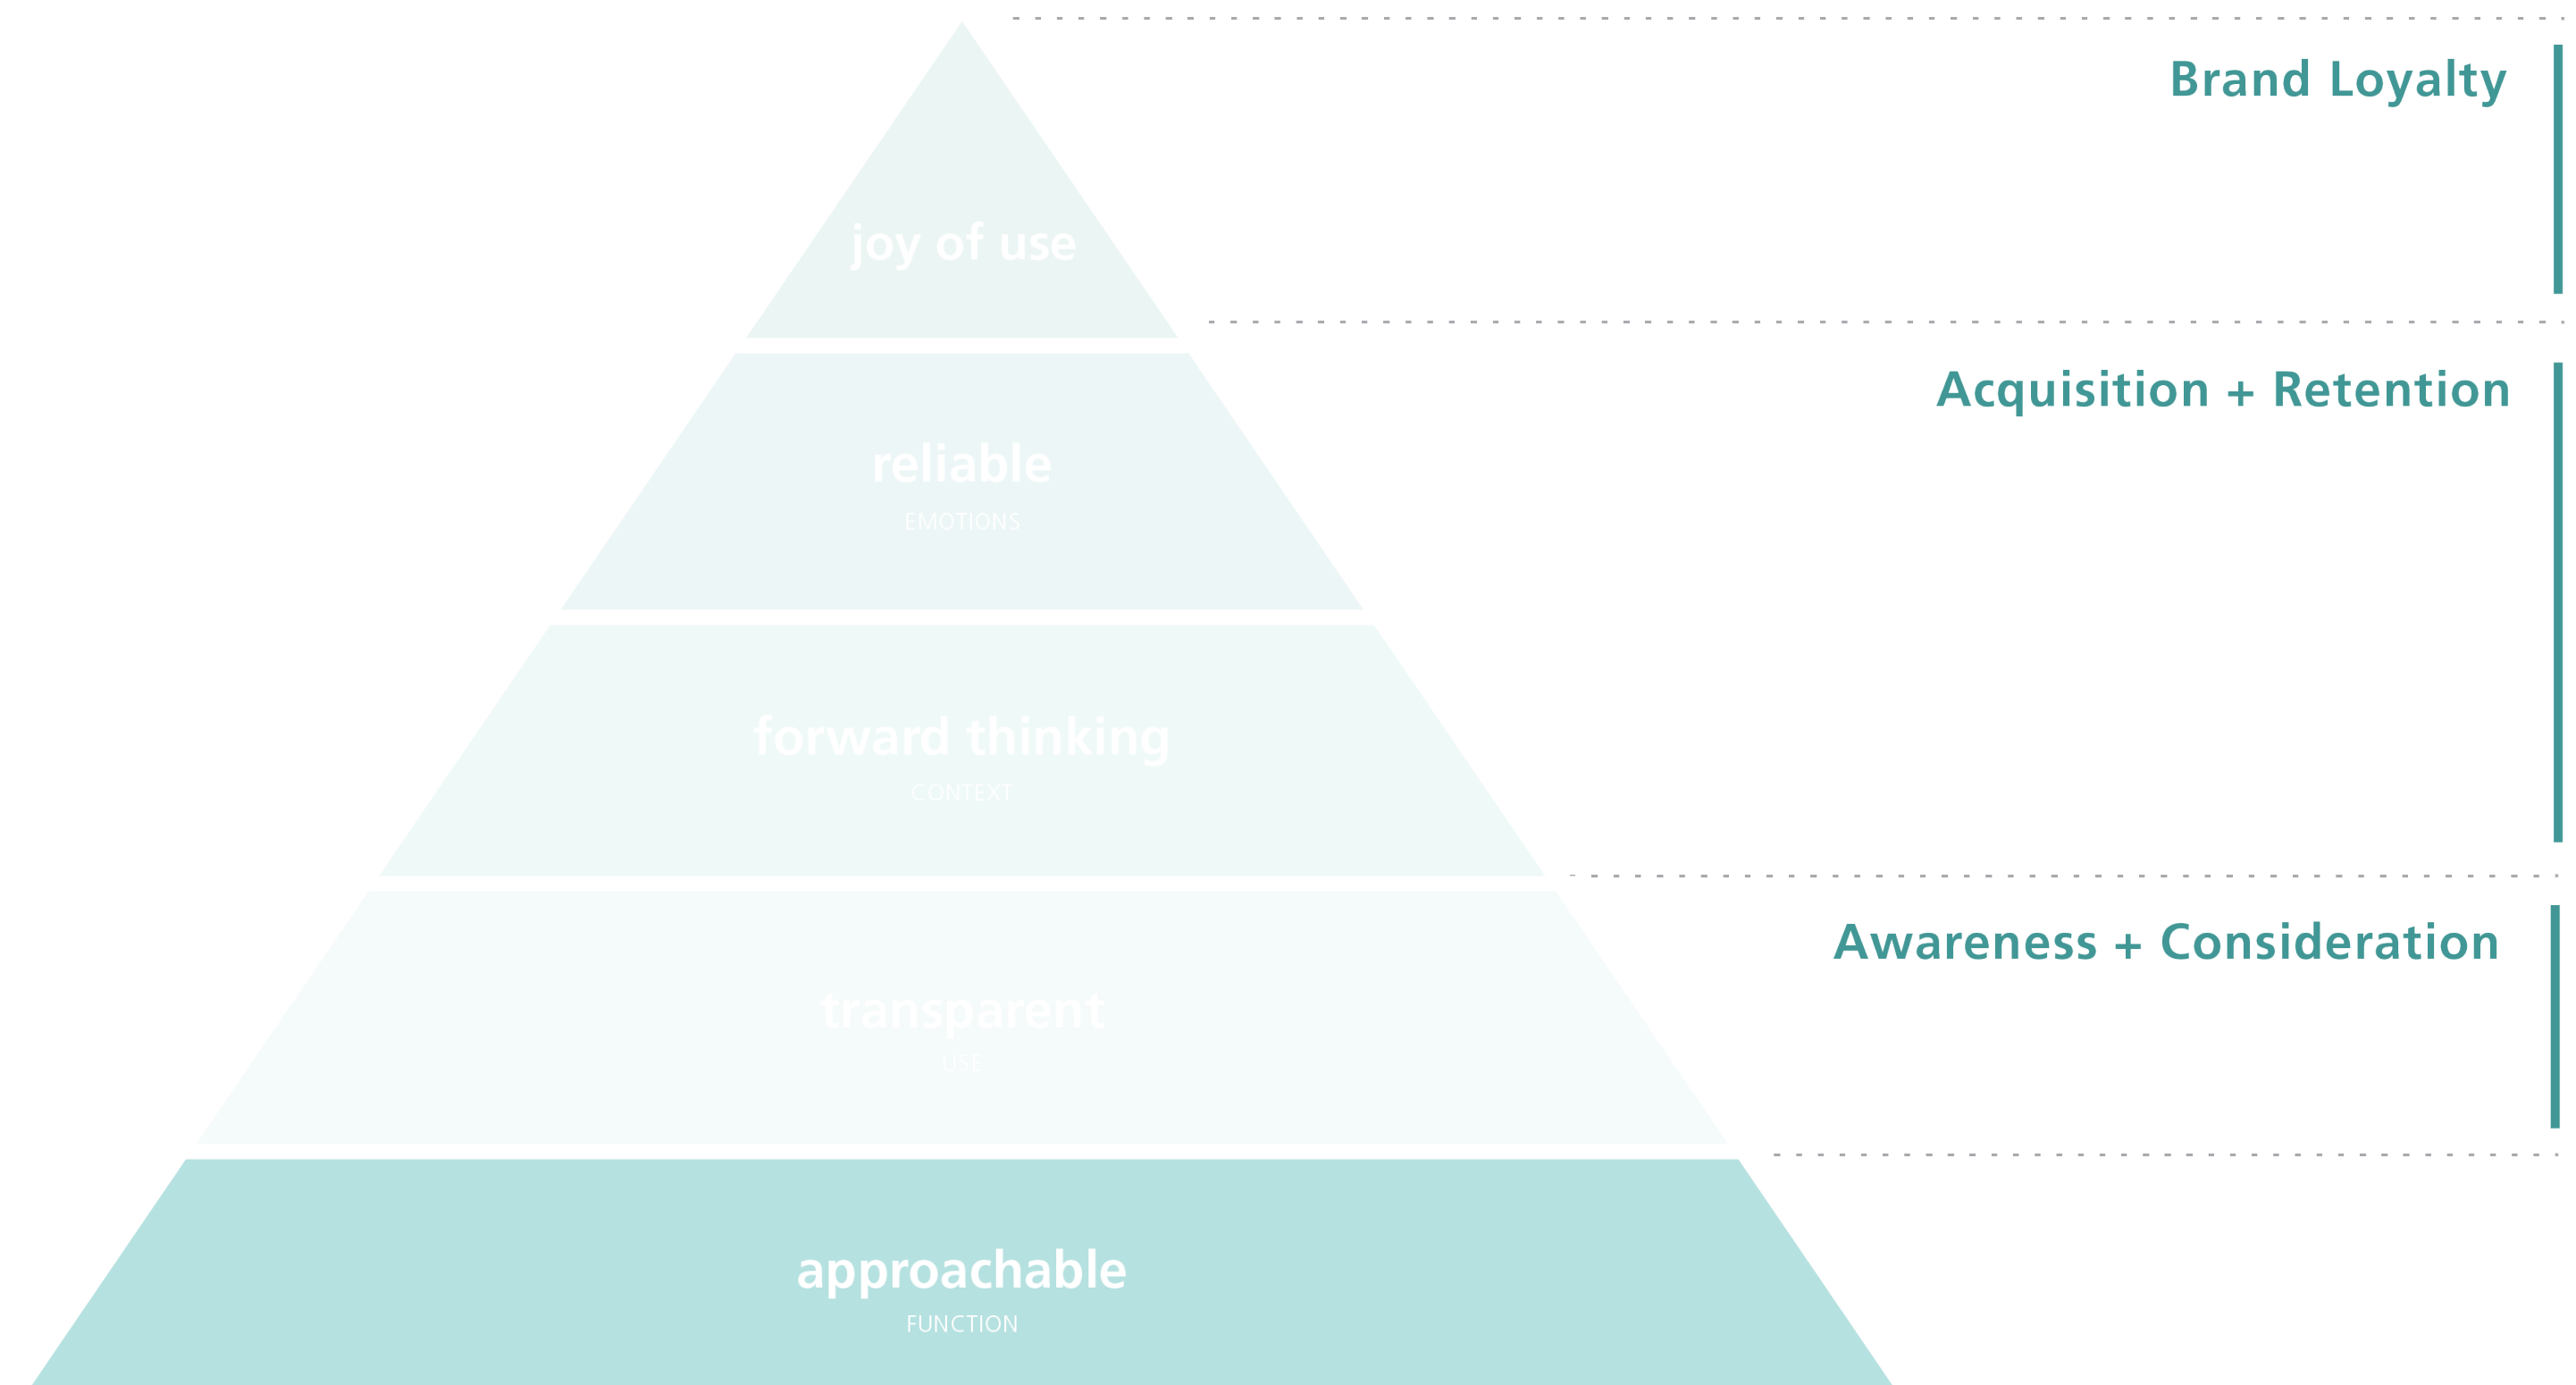 Brand Loyalty
joy of use
Acquisition + Retention
reliable
EMOTIONS
forward thinking
CONTEXT
Awareness + Consideration
transparent
USE
approachable
FUNCTION